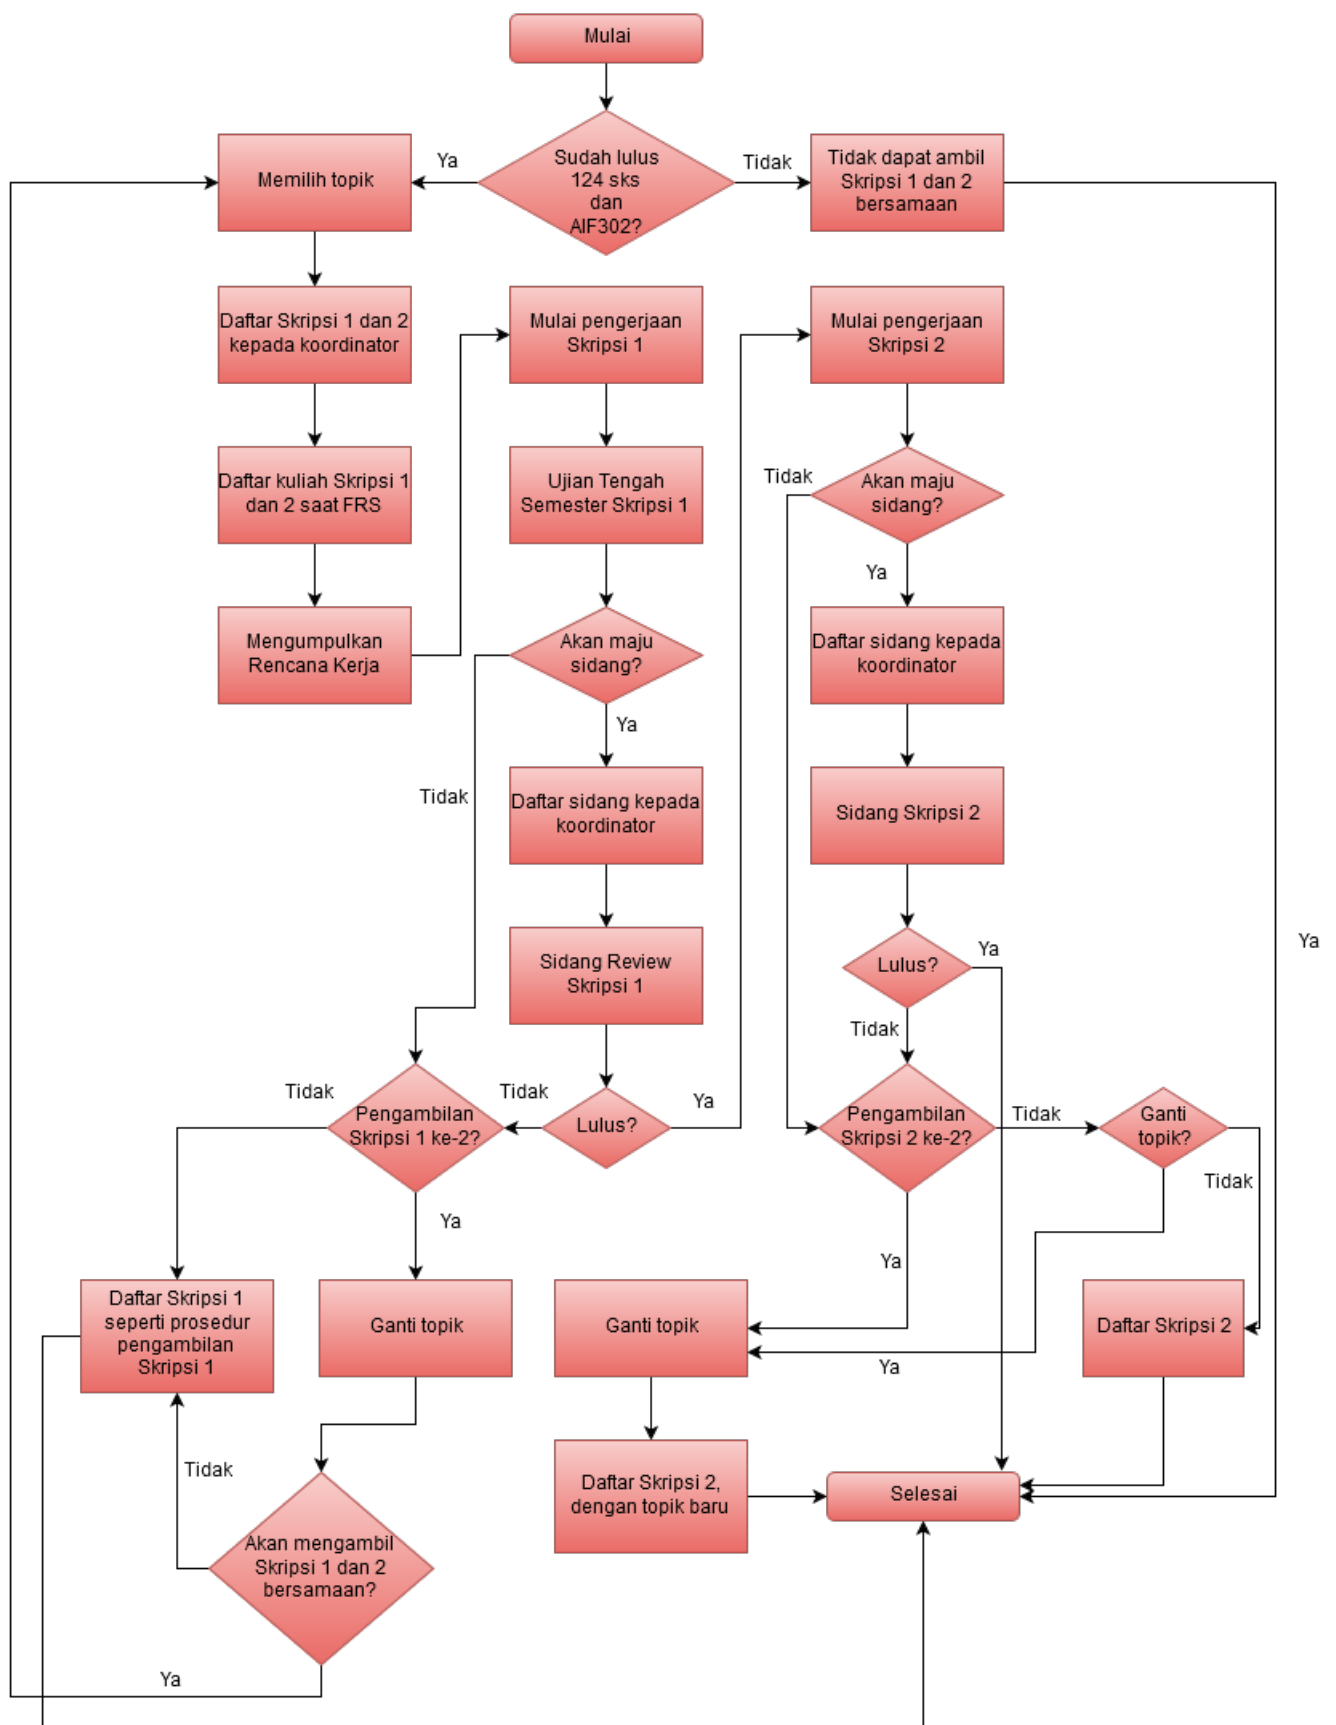 Mulai
Sudah lulus
124 sks
dan
AIF302?
Ya
Memilih topik
Tidak
Tidak dapat ambil
Skripsi 1 dan 2
bersamaan
Daftar Skripsi 1 dan 2
kepada koordinator
Daftar kuliah Skripsi 1
dan 2 saat FRS
Mengumpulkan
Rencana Kerja
Mulai pengerjaan
Skripsi 1
Ujian Tengah
Semester Skripsi 1
Akan maju
sidang?
Tidak
Ya
Daftar sidang kepada
koordinator
Sidang Review
Skripsi 1
Lulus?
Tidak
Ya
Mulai pengerjaan
Skripsi 2
Akan maju
sidang?
Tidak
Ya
Daftar sidang kepada
koordinator
Sidang Skripsi 2
Lulus?
Ya
Tidak
Ya
Pengambilan
Skripsi 1 ke-2?
Tidak
Ya
Pengambilan
Skripsi 2 ke-2?
Tidak
Ya
Ganti
topik?
Tidak
Ya
Daftar Skripsi 1
seperti prosedur
pengambilan
Skripsi 1
Ganti topik
Ganti topik
Daftar Skripsi 2
Tidak
Akan mengambil
Skripsi 1 dan 2
bersamaan?
Ya
Daftar Skripsi 2,
dengan topik baru
Selesai